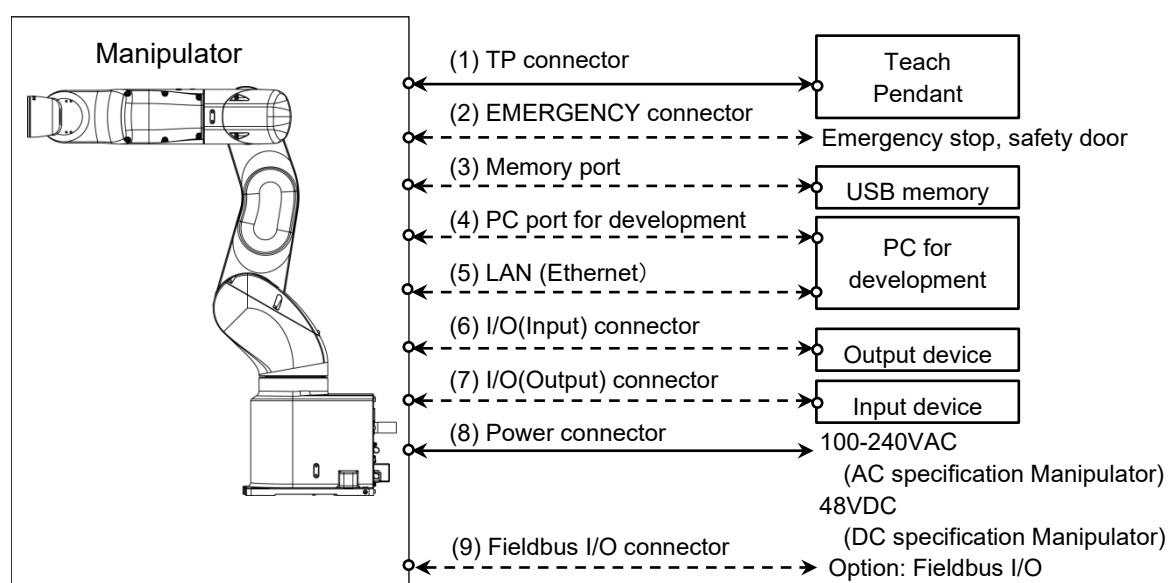 Manipulator
(1) TP connector
Teach
Pendant
(2) EMERGENCY connector
Emergency stop, safety door
(3) Memory port
USB memory
(4) PC port for development
PC for
development
(5) LAN (Ethernet）
(6) I/O(Input) connector
Output device
(7) I/O(Output) connector
Input device
(8) Power connector
100-240VAC
(AC specification Manipulator)
48VDC
(DC specification Manipulator)
(9) Fieldbus I/O connector
Option: Fieldbus I/O